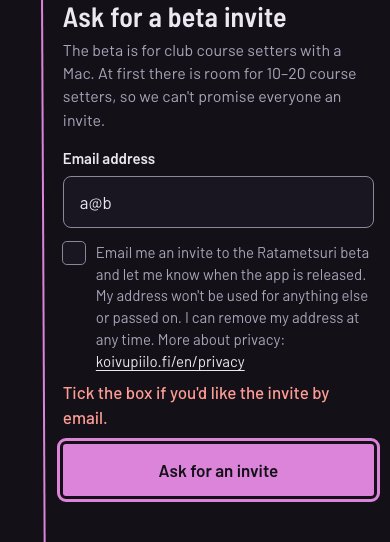 Ask for a beta invite
The beta is for club course setters with a
Mac. At first there is room for 10–20 course
setters, so we can't promise everyone an
invite.
Email address
a@b
Email me an invite to the Ratametsuri beta
and let me know when the app is released.
My address won't be used for anything else
or passed on. I can remove my address at
any time. More about privacy:
koivupiilo.fi/en/privacy
Tick the box if you'd like the invite by
email.
Ask for an invite